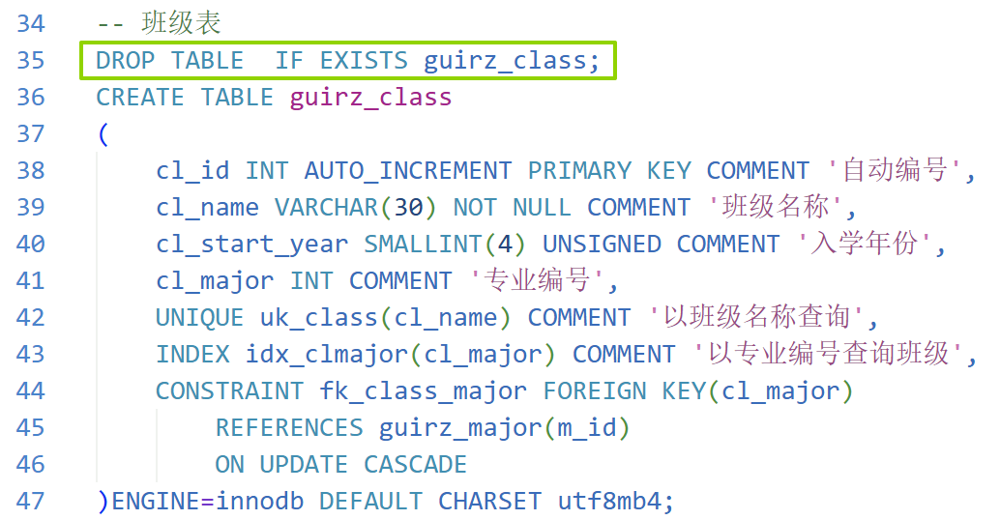 34 -- 班级表
35 DROP TABLE  IF EXISTS guirz_class;
36 CREATE TABLE guirz_class
37 (
38     cl_id INT AUTO_INCREMENT PRIMARY KEY COMMENT '自动编号',
39     cl_name VARCHAR(30) NOT NULL COMMENT '班级名称',
40     cl_start_year SMALLINT(4) UNSIGNED COMMENT '入学年份',
41     cl_major INT COMMENT '专业编号',
42     UNIQUE uk_class(cl_name) COMMENT '以班级名称查询',
43     INDEX idx_clmajor(cl_major) COMMENT '以专业编号查询班级',
44     CONSTRAINT fk_class_major FOREIGN KEY(cl_major)
45         REFERENCES guirz_major(m_id)
46         ON UPDATE CASCADE
47 )ENGINE=innodb DEFAULT CHARSET utf8mb4;